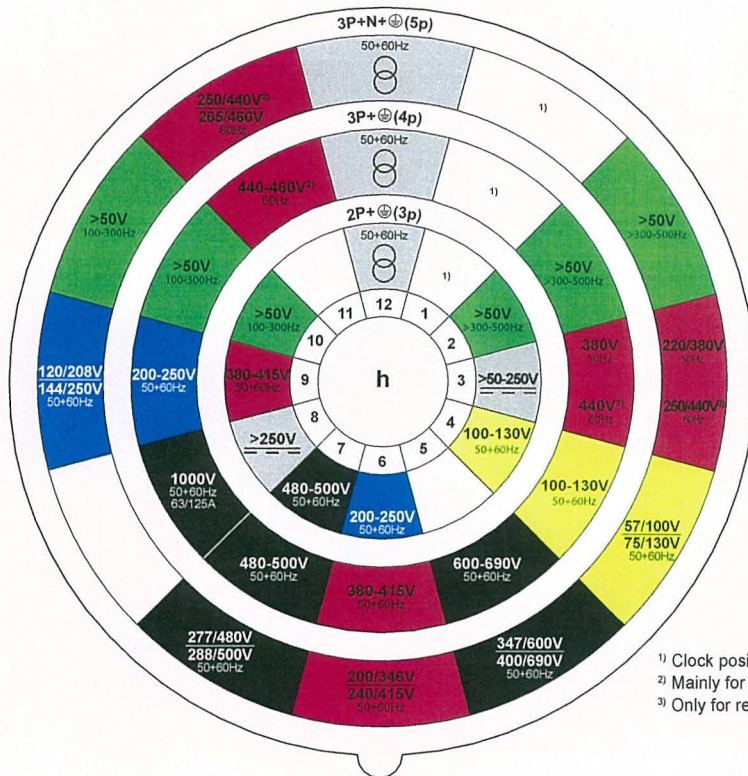 3P+N+⏚(5p)
50+60Hz
1)
>50V
>300-500Hz
220/380V
50Hz
250/440V³⁾
60Hz
57/100V
75/130V
50+60Hz
347/600V
400/690V
50+60Hz
200/346V
240/415V
50+60Hz
277/480V
288/500V
50+60Hz
120/208V
144/250V
50+60Hz
>50V
100-300Hz
250/440V²⁾
265/460V
60Hz
3P+⏚(4p)
50+60Hz
1)
>50V
>300-500Hz
380V
50Hz
440V³⁾
60Hz
100-130V
50+60Hz
600-690V
50+60Hz
380-415V
50+60Hz
480-500V
50+60Hz
1000V
50+60Hz
63/125A
200-250V
50+60Hz
>50V
100-300Hz
440-460V²⁾
60Hz
2P+⏚(3p)
50+60Hz
1)
>50V
>300-500Hz
>50-250V
100-130V
50+60Hz
200-250V
50+60Hz
480-500V
50+60Hz
>250V
380-415V
50+60Hz
>50V
100-300Hz
12
1
2
3
4
5
6
7
8
9
10
11
h
1) Clock posi
2) Mainly for
3) Only for re